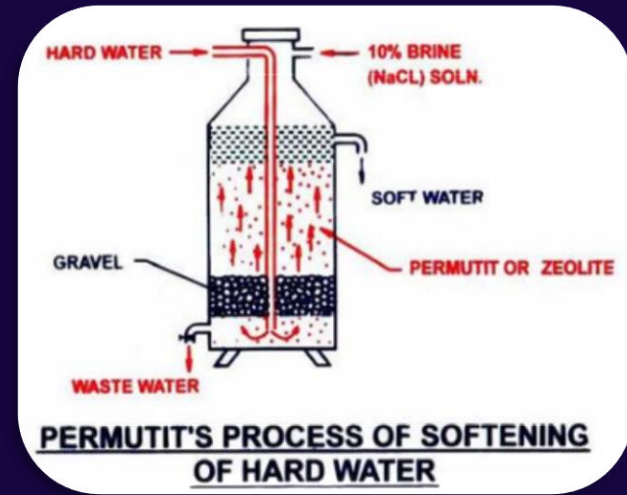 HARD WATER
10% BRINE
(NaCL) SOLN.
SOFT WATER
GRAVEL
PERMUTIT OR ZEOLITE
WASTE WATER
PERMUTIT'S PROCESS OF SOFTENING
OF HARD WATER